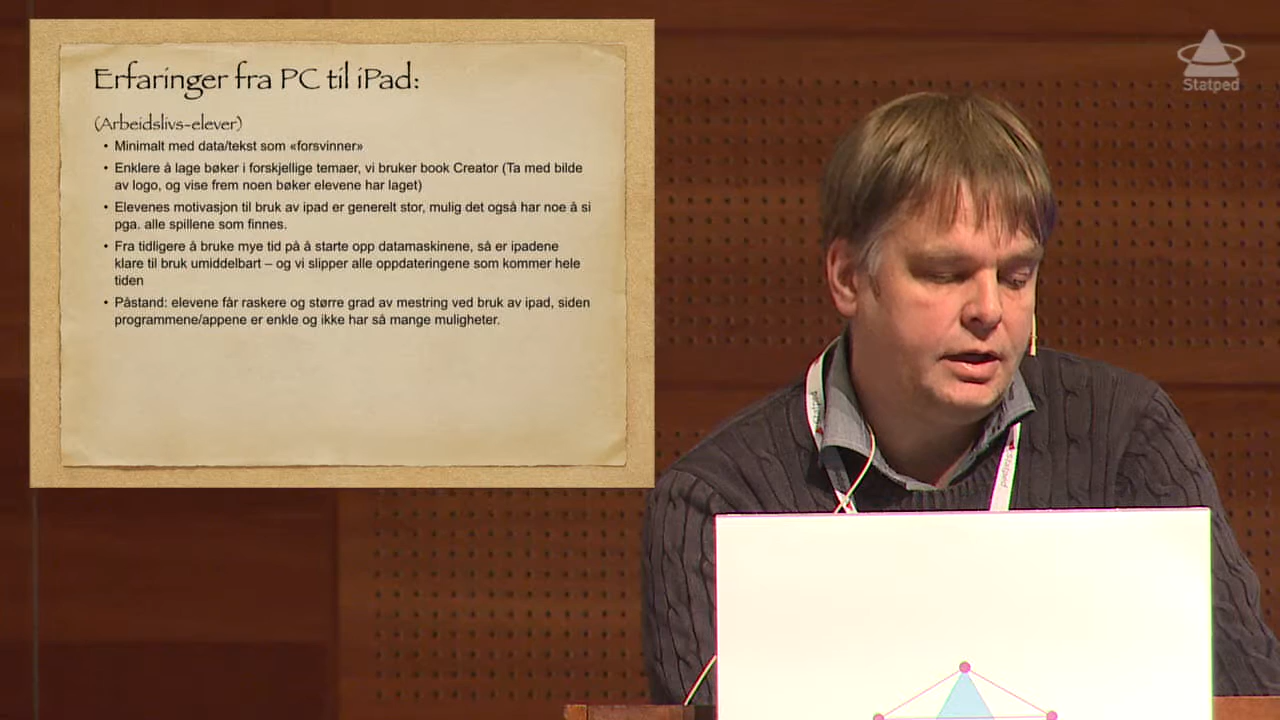 Erfaringer fra PC til iPad:
(Arbeidslivs-elever)
• Minimalt med data/tekst som «forsvinner»
• Enklere å lage bøker i forskjellige temaer, vi bruker book Creator (Ta med bilde
av logo, og vise frem noen bøker elevene har laget)
• Elevenes motivasjon til bruk av ipad er generelt stor, mulig det også har noe å si
pga. alle spillene som finnes.
• Fra tidligere å bruke mye tid på å starte opp datamaskinene, så er ipadene
klare til bruk umiddelbart – og vi slipper alle oppdateringene som kommer hele
tiden
• Påstand: elevene får raskere og større grad av mestring ved bruk av ipad, siden
programmene/appene er enkle og ikke har så mange muligheter.
Statped
Statped
Statped